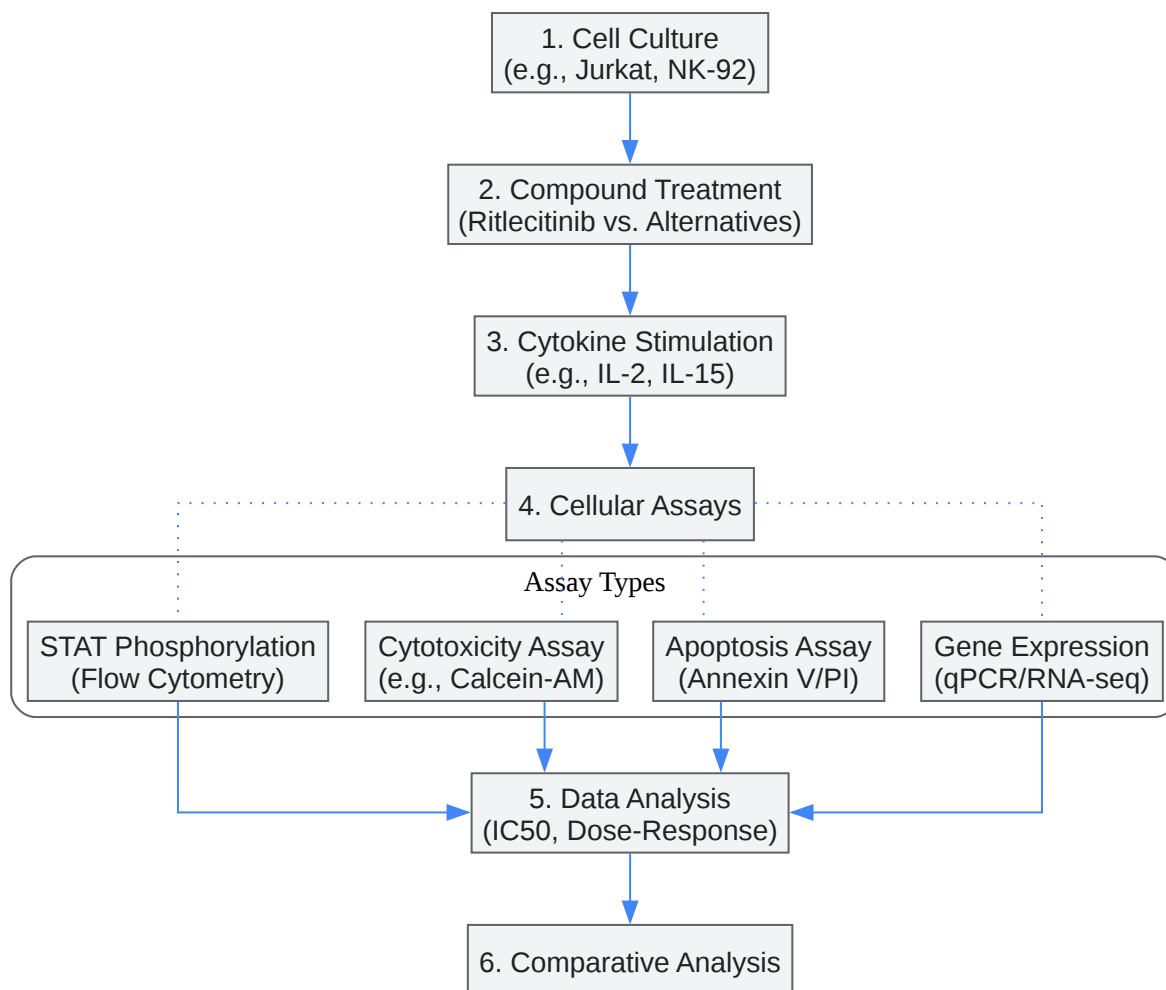 1. Cell Culture
(e.g., Jurkat, NK-92)
2. Compound Treatment
(Ritlecitinib vs. Alternatives)
3. Cytokine Stimulation
(e.g., IL-2, IL-15)
4. Cellular Assays
Assay Types
STAT Phosphorylation
(Flow Cytometry)
Cytotoxicity Assay
(e.g., Calcein-AM)
Apoptosis Assay
(Annexin V/PI)
Gene Expression
(qPCR/RNA-seq)
5. Data Analysis
(IC50, Dose-Response)
6. Comparative Analysis